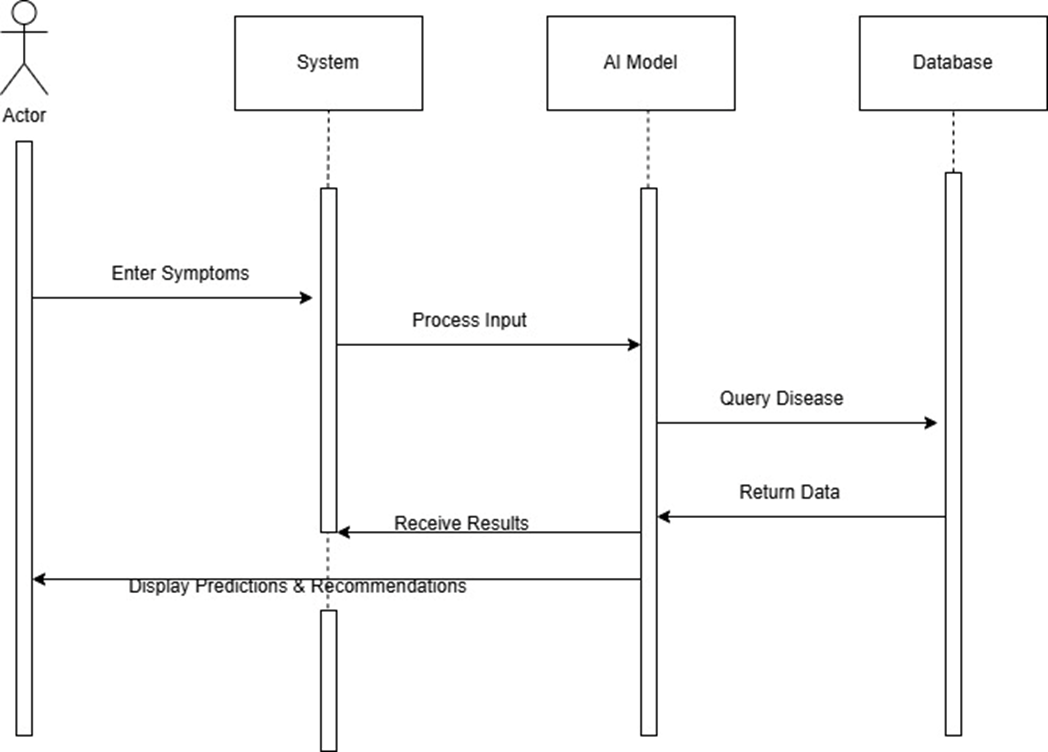 Actor
System
AI Model
Database
Enter Symptoms
Process Input
Query Disease
Return Data
Receive Results
Display Predictions & Recommendations